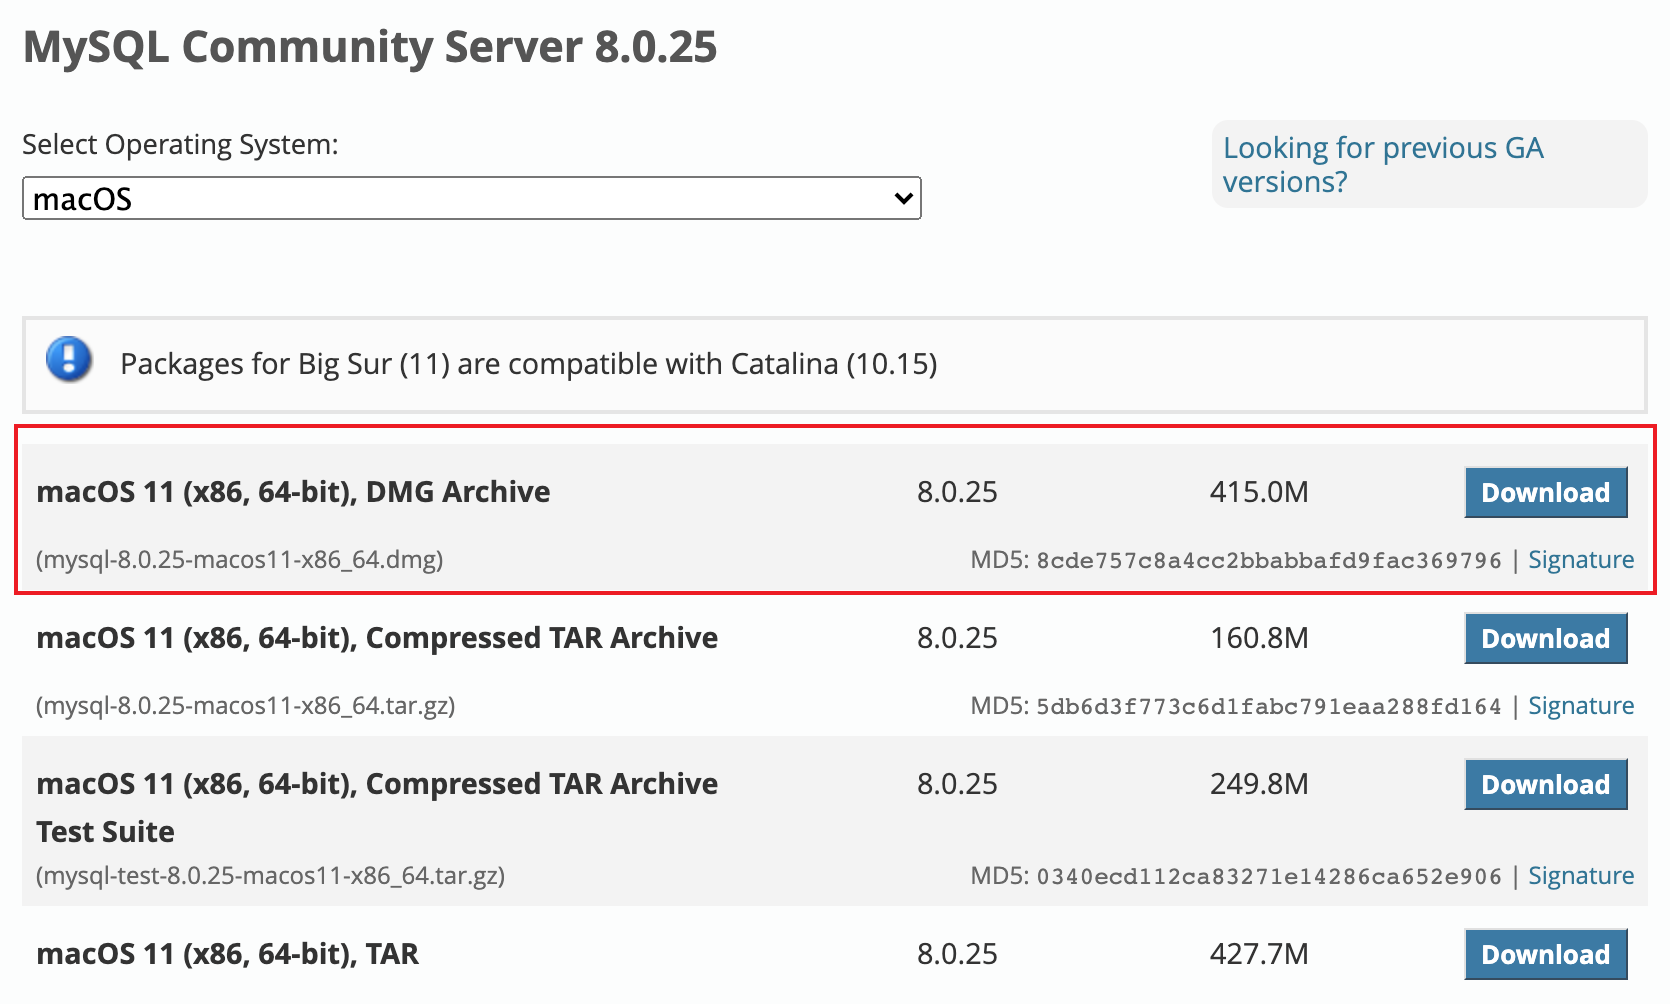 MySQL Community Server 8.0.25
Select Operating System:
macOS
Looking for previous GA
versions?
Packages for Big Sur (11) are compatible with Catalina (10.15)
macOS 11 (x86, 64-bit), DMG Archive 8.0.25 415.0M Download
(mysql-8.0.25-macos11-x86_64.dmg) MD5: 8cde757c8a4cc2bbabbafd9fac369796 | Signature
macOS 11 (x86, 64-bit), Compressed TAR Archive 8.0.25 160.8M Download
(mysql-8.0.25-macos11-x86_64.tar.gz) MD5: 5db6d3f773c6d1fabc791eaa288fd164 | Signature
macOS 11 (x86, 64-bit), Compressed TAR Archive 8.0.25 249.8M Download
Test Suite
(mysql-test-8.0.25-macos11-x86_64.tar.gz) MD5: 0340ecd112ca83271e14286ca652e906 | Signature
macOS 11 (x86, 64-bit), TAR 8.0.25 427.7M Download